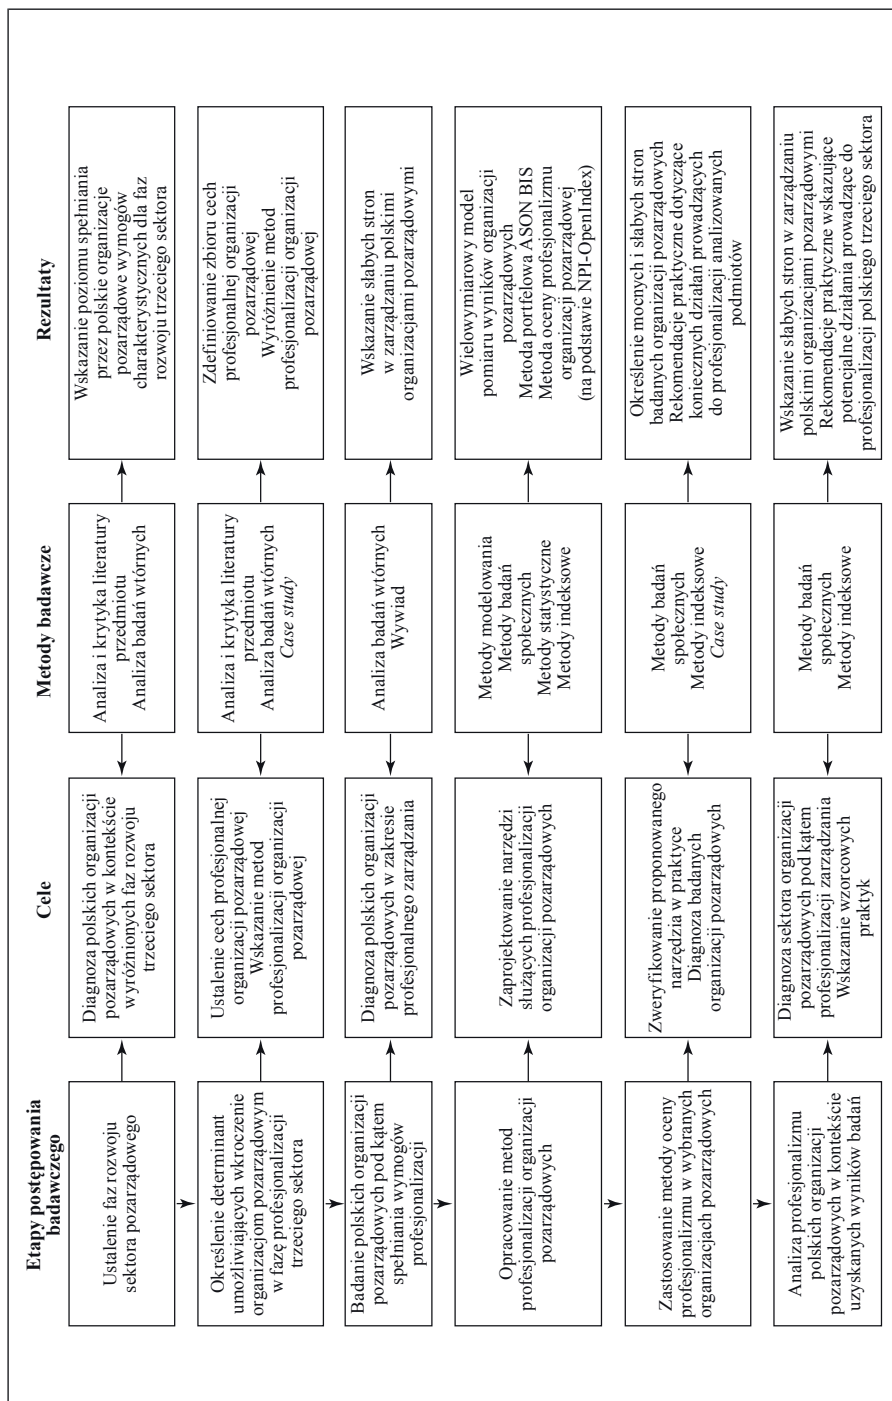 Etapy postępowania
badawczego
Cele
Metody badawcze
Rezultaty
Ustalenie faz rozwoju
sektora pozarządowego
Diagnoza polskich organizacji
pozarządowych w kontekście
wyróżnionych faz rozwoju
trzeciego sektora
Analiza i krytyka literatury
przedmiotu
Analiza badań wtórnych
Wskazanie poziomu spełniania
przez polskie organizacje
pozarządowe wymogów
charakterystycznych dla faz
rozwoju trzeciego sektora
Określenie determinant
umożliwiających wkroczenie
organizacjom pozarządowym
w fazę profesjonalizacji
trzeciego sektora
Ustalenie cech profesjonalnej
organizacji pozarządowej
Wskazanie metod
profesjonalizacji organizacji
pozarządowej
Analiza i krytyka literatury
przedmiotu
Analiza badań wtórnych
Case study
Zdefiniowanie zbioru cech
profesjonalnej organizacji
pozarządowej
Wyróżnienie metod
profesjonalizacji organizacji
pozarządowej
Badanie polskich organizacji
pozarządowych pod kątem
spełniania wymogów
profesjonalizacji
Diagnoza polskich organizacji
pozarządowych w zakresie
profesjonalnego zarządzania
Analiza badań wtórnych
Wywiad
Wskazanie słabych stron
w zarządzaniu polskimi
organizacjami pozarządowymi
Opracowanie metod
profesjonalizacji organizacji
pozarządowych
Zaprojektowanie narzędzi
służących profesjonalizacji
organizacji pozarządowych
Metody modelowania
Metody badań
społecznych
Metody statystyczne
Metody indeksowe
Wielowymiarowy model
pomiaru wyników organizacji
pozarządowych
Metoda portfelowa ASON BIS
Metoda oceny profesjonalizmu
organizacji pozarządowej
(na podstawie NPI-OpenIndex)
Zastosowanie metody oceny
profesjonalizmu w wybranych
organizacjach pozarządowych
Zweryfikowanie proponowanego
narzędzia w praktyce
Diagnoza badanych
organizacji pozarządowych
Metody badań
społecznych
Metody indeksowe
Case study
Określenie mocnych i słabych stron
badanych organizacji pozarządowych
Rekomendacje praktyczne dotyczące
koniecznych działań prowadzących
do profesjonalizacji analizowanych
podmiotów
Analiza profesjonalizmu
polskich organizacji
pozarządowych w kontekście
uzyskanych wyników badań
Diagnoza sektora organizacji
pozarządowych pod kątem
profesjonalizacji zarządzania
Wskazanie wzorcowych
praktyk
Metody badań
społecznych
Metody indeksowe
Wskazanie słabych stron w zarządzaniu
polskimi organizacjami pozarządowymi
Rekomendacje praktyczne wskazujące
potencjalne działania prowadzące do
profesjonalizacji polskiego trzeciego sektora